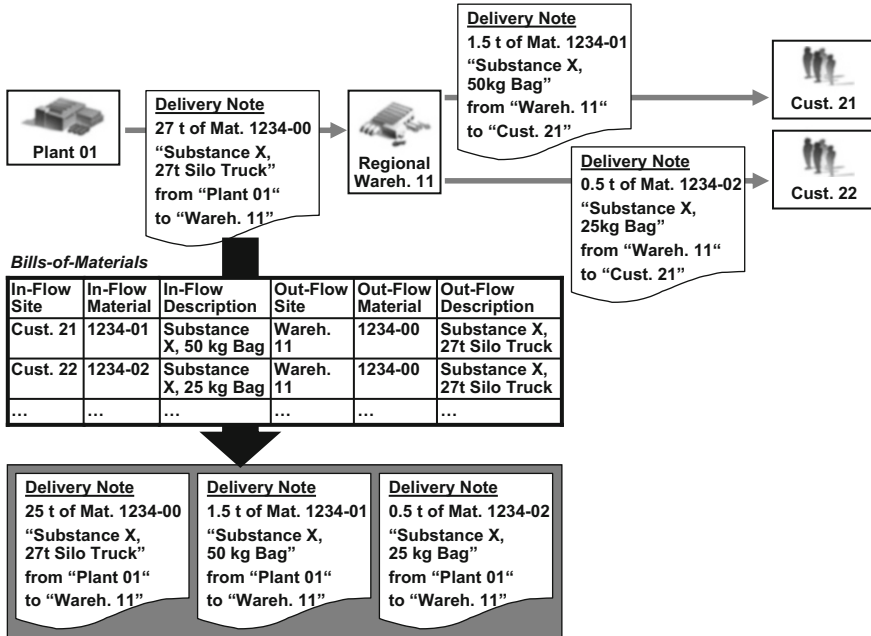 Plant 01
Delivery Note
27 t of Mat. 1234-00
“Substance X,
27t Silo Truck”
from “Plant 01“
to “Wareh. 11”
Regional
Wareh. 11
Delivery Note
1.5 t of Mat. 1234-01
“Substance X,
50kg Bag”
from “Wareh. 11“
to “Cust. 21”
Cust. 21
Delivery Note
0.5 t of Mat. 1234-02
“Substance X,
25kg Bag”
from “Wareh. 11“
to “Cust. 21”
Cust. 22
Bills-of-Materials
In-Flow Site In-Flow Material In-Flow Description Out-Flow Site Out-Flow Material Out-Flow Description
Cust. 21 1234-01 Substance X, 50 kg Bag Wareh. 11 1234-00 Substance X, 27t Silo Truck
Cust. 22 1234-02 Substance X, 25 kg Bag Wareh. 11 1234-00 Substance X, 27t Silo Truck
… … … … … …
Delivery Note
25 t of Mat. 1234-00
“Substance X,
27t Silo Truck”
from “Plant 01“
to “Wareh. 11”
Delivery Note
1.5 t of Mat. 1234-01
“Substance X,
50 kg Bag”
from “Plant 01“
to “Wareh. 11”
Delivery Note
0.5 t of Mat. 1234-02
“Substance X,
25 kg Bag”
from “Plant 01“
to “Wareh. 11”